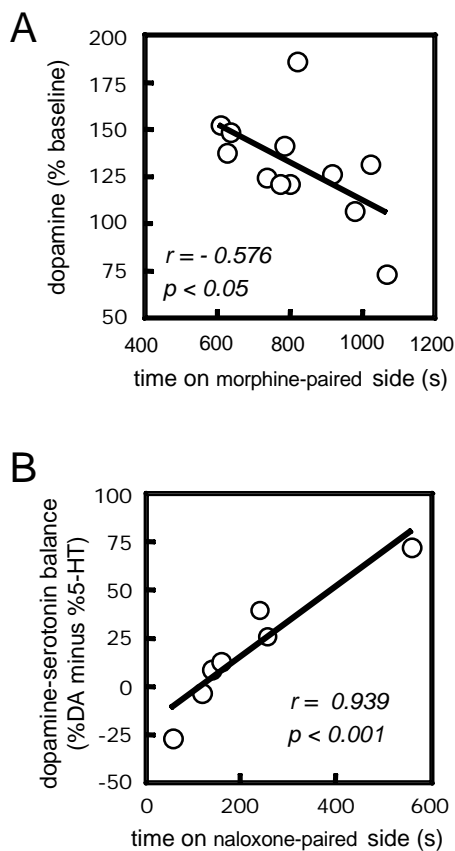 A
dopamine (% baseline)
200
175
150
125
100
75
50
r = - 0.576
p < 0.05
400 600 800 1000 1200
time on morphine-paired side (s)
B
dopamine-serotonin balance
(%DA minus %5-HT)
100
75
50
25
0
-25
-50
r = 0.939
p < 0.001
0 200 400 600
time on naloxone-paired side (s)